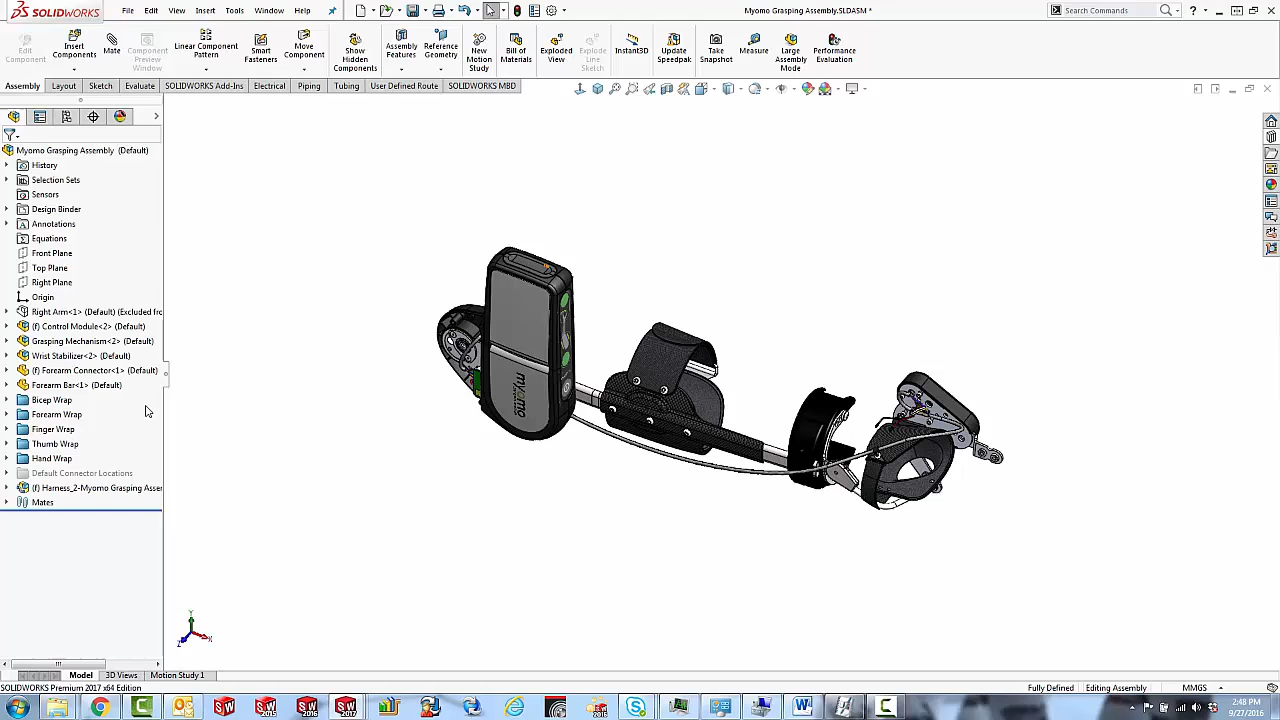 SOLIDWORKS
File Edit View Insert Tools Window Help
Myomo Grasping Assembly.SLDASM *
Search Commands
Edit Component
Insert Components
Mate
Component Preview Window
Linear Component Pattern
Smart Fasteners
Move Component
Show Hidden Components
Assembly Features
Reference Geometry
New Motion Study
Bill of Materials
Exploded View
Explode Line Sketch
Instant3D
Update Speedpak
Take Snapshot
Measure
Large Assembly Mode
Performance Evaluation
Assembly Layout Sketch Evaluate SOLIDWORKS Add-Ins Electrical Piping Tubing User Defined Route SOLIDWORKS MBD
Myomo Grasping Assembly (Default)
History
Selection Sets
Sensors
Design Binder
Annotations
Equations
Front Plane
Top Plane
Right Plane
Origin
Right Arm<1> (Default) (Excluded fro
(f) Control Module<2> (Default)
Grasping Mechanism<2> (Default)
Wrist Stabilizer<2> (Default)
(f) Forearm Connector<1> (Default)
Forearm Bar<1> (Default)
Bicep Wrap
Forearm Wrap
Finger Wrap
Thumb Wrap
Hand Wrap
Default Connector Locations
(f) Harness_2-Myomo Grasping Asser
Mates
myomo
Y
X
Z
Model 3D Views Motion Study 1
SOLIDWORKS Premium 2017 x64 Edition
Fully Defined Editing Assembly MMGS
2:48 PM
9/27/2016